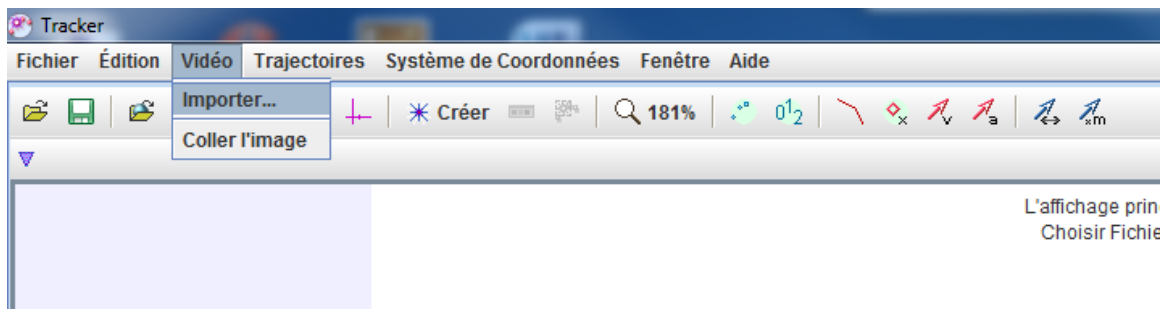 Tracker
Fichier Édition Vidéo Trajectoires Système de Coordonnées Fenêtre Aide
Importer...
Créer 181%
Coller l'image
L'affichage prin
Choisir Fichie